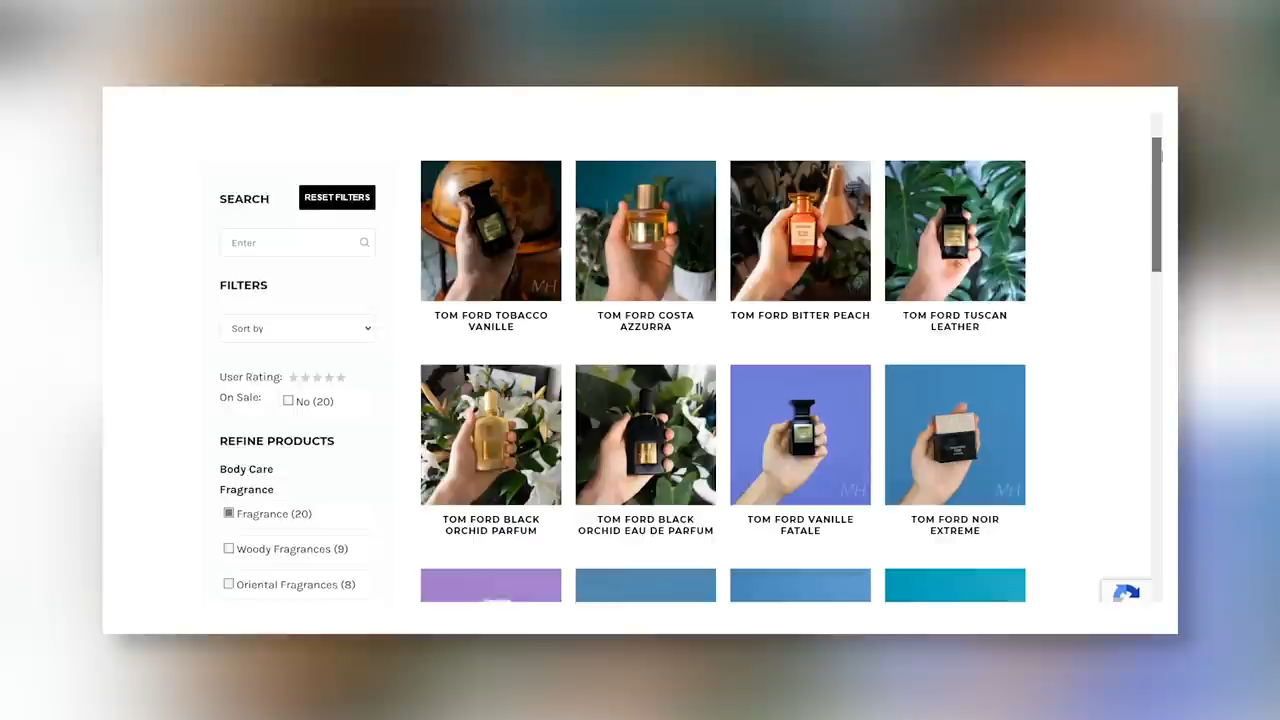 SEARCH
RESET FILTERS
Enter
FILTERS
Sort by
User Rating:
On Sale:
No (20)
REFINE PRODUCTS
Body Care
Fragrance
Fragrance (20)
Woody Fragrances (9)
Oriental Fragrances (8)
MH
TOM FORD TOBACCO
VANILLE
TOM FORD COSTA
AZZURRA
TOM FORD BITTER PEACH
TOM FORD TUSCAN
LEATHER
TOM FORD BLACK
ORCHID PARFUM
TOM FORD BLACK
ORCHID EAU DE PARFUM
MH
TOM FORD VANILLE
FATALE
MH
TOM FORD NOIR
EXTREME